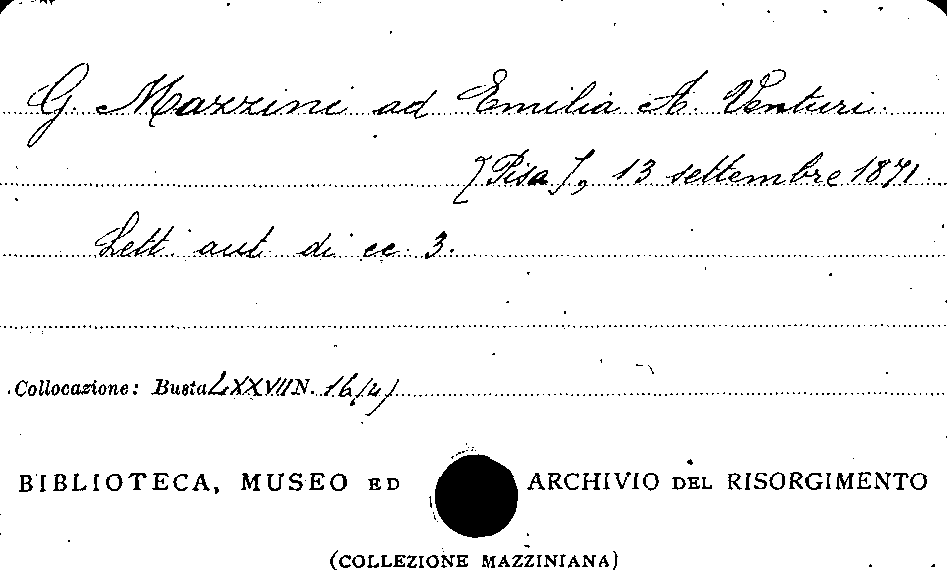 G. Mazzini ad Emilia A. Venturi.
[Pisa], 13 settembre 1871.
Lett. aut. di cc. 3.
Collocazione: Busta LXXVII N. 16(4)
BIBLIOTECA, MUSEO ED ARCHIVIO DEL RISORGIMENTO
(COLLEZIONE MAZZINIANA)